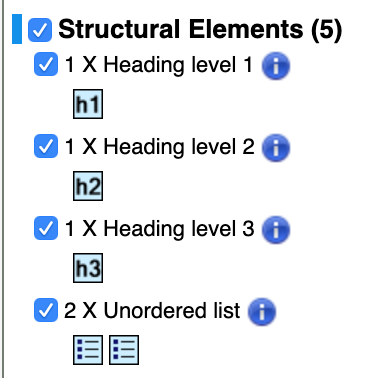 Structural Elements (5)
1 X Heading level 1
h1
1 X Heading level 2
h2
1 X Heading level 3
h3
2 X Unordered list